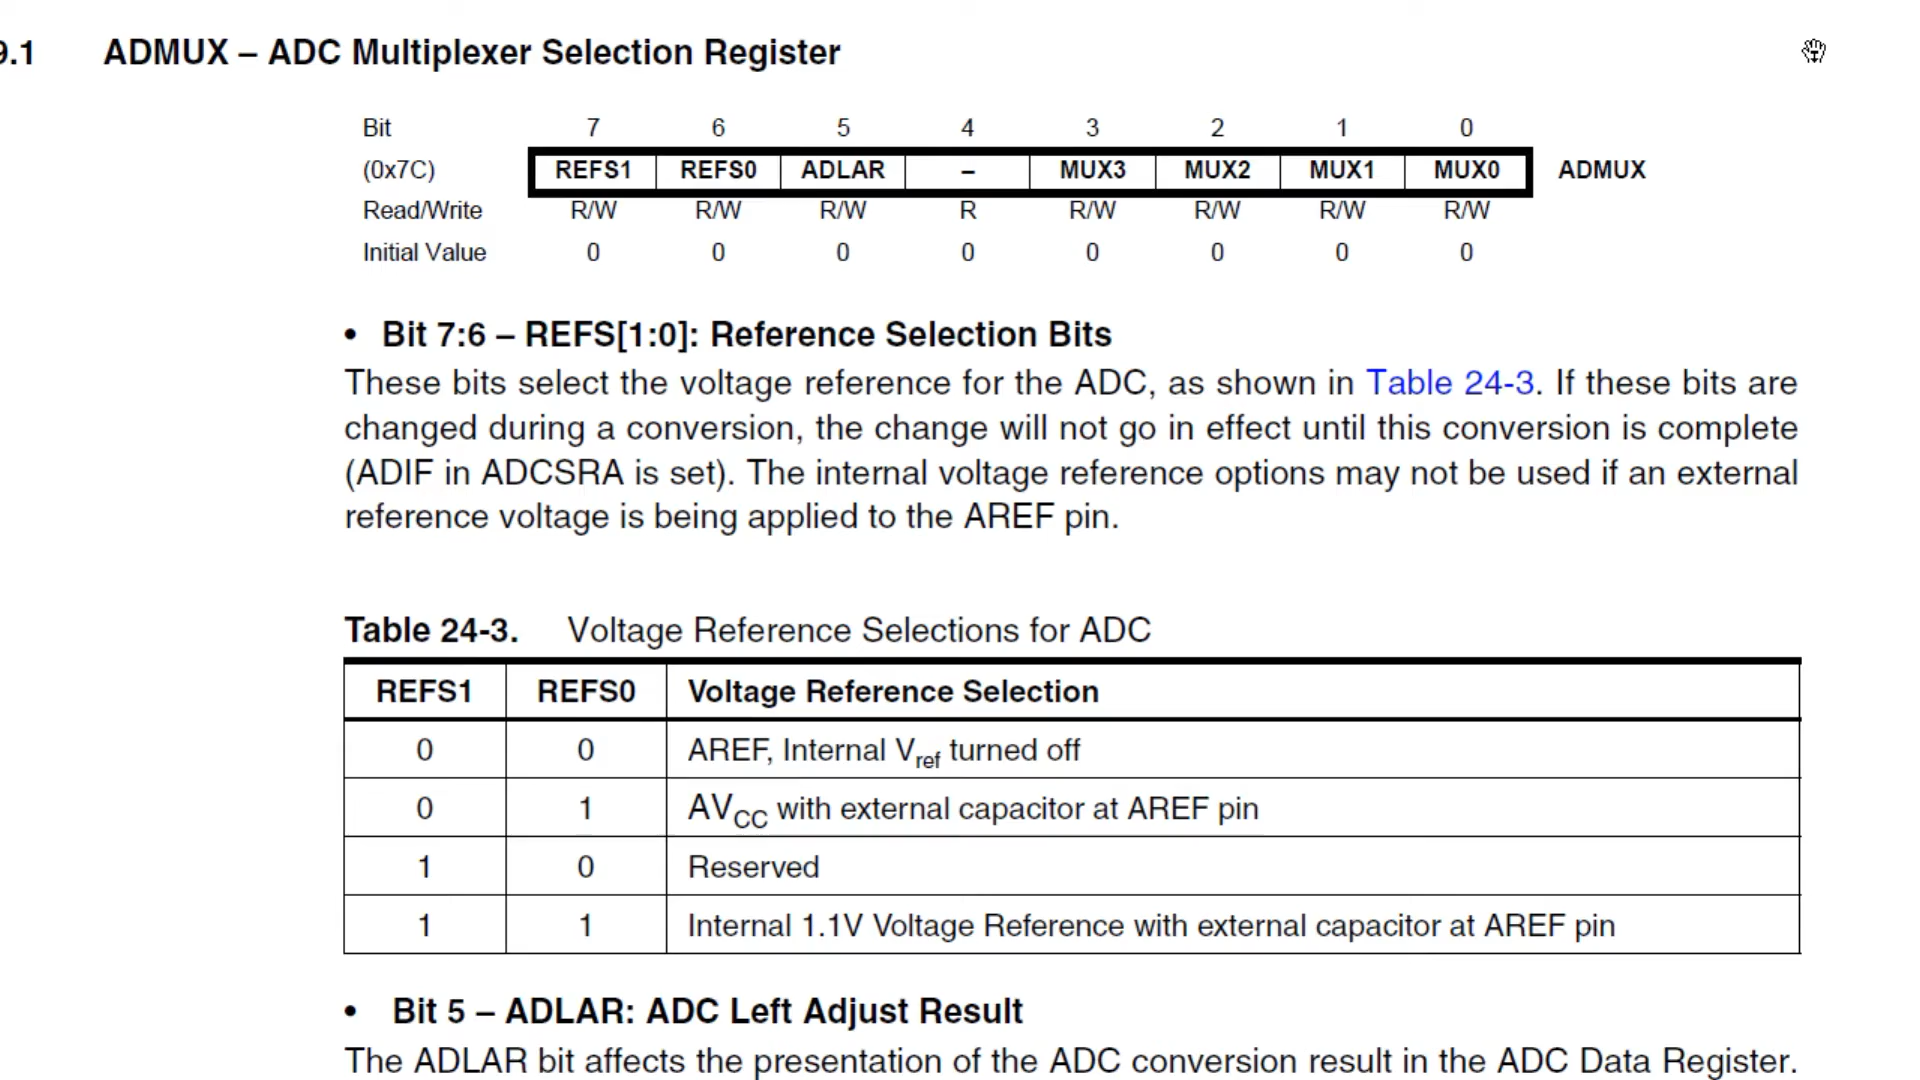 9.1 ADMUX – ADC Multiplexer Selection Register
Bit 7 6 5 4 3 2 1 0
(0x7C) REFS1 REFS0 ADLAR – MUX3 MUX2 MUX1 MUX0 ADMUX
Read/Write R/W R/W R/W R R/W R/W R/W R/W
Initial Value 0 0 0 0 0 0 0 0
• Bit 7:6 – REFS[1:0]: Reference Selection Bits
These bits select the voltage reference for the ADC, as shown in Table 24-3. If these bits are
changed during a conversion, the change will not go in effect until this conversion is complete
(ADIF in ADCSRA is set). The internal voltage reference options may not be used if an external
reference voltage is being applied to the AREF pin.
Table 24-3. Voltage Reference Selections for ADC
REFS1 REFS0 Voltage Reference Selection
0 0 AREF, Internal Vref turned off
0 1 AVCC with external capacitor at AREF pin
1 0 Reserved
1 1 Internal 1.1V Voltage Reference with external capacitor at AREF pin
• Bit 5 – ADLAR: ADC Left Adjust Result
The ADLAR bit affects the presentation of the ADC conversion result in the ADC Data Register.